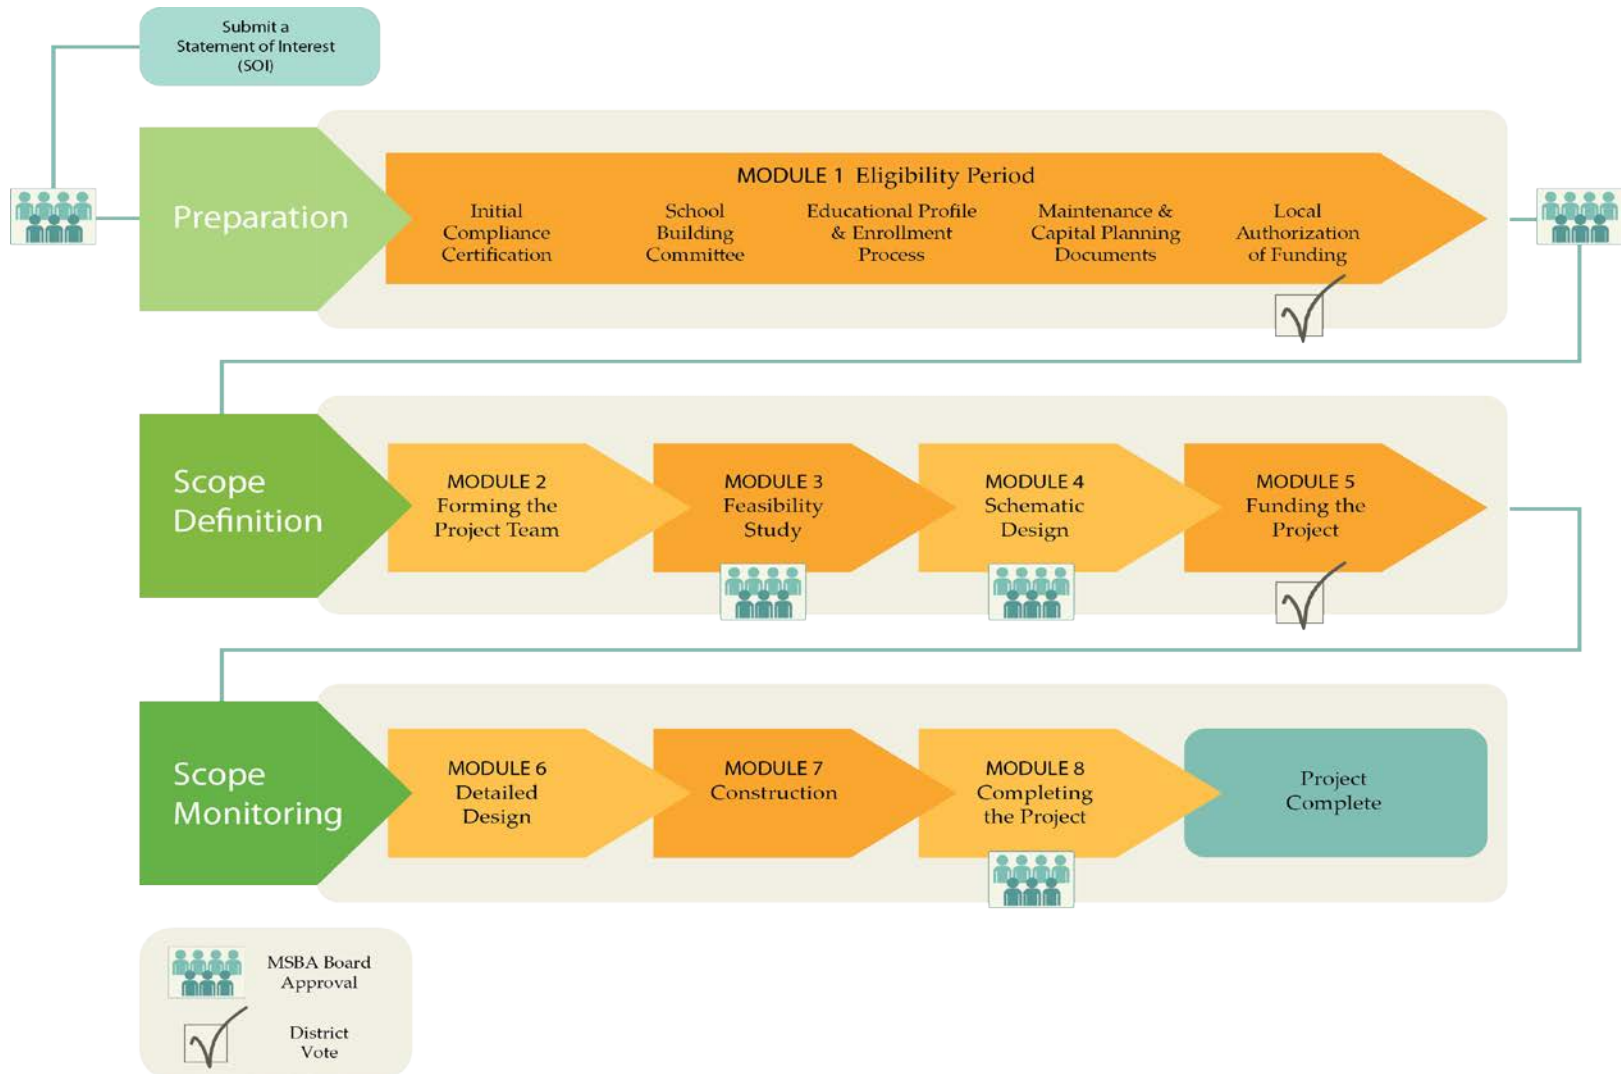 Submit a
Statement of Interest
(SOI)
Preparation
MODULE 1 Eligibility Period
Initial
Compliance
Certification
School
Building
Committee
Educational Profile
& Enrollment
Process
Maintenance &
Capital Planning
Documents
Local
Authorization
of Funding
Scope
Definition
MODULE 2
Forming the
Project Team
MODULE 3
Feasibility
Study
MODULE 4
Schematic
Design
MODULE 5
Funding the
Project
Scope
Monitoring
MODULE 6
Detailed
Design
MODULE 7
Construction
MODULE 8
Completing
the Project
Project
Complete
MSBA Board
Approval
District
Vote